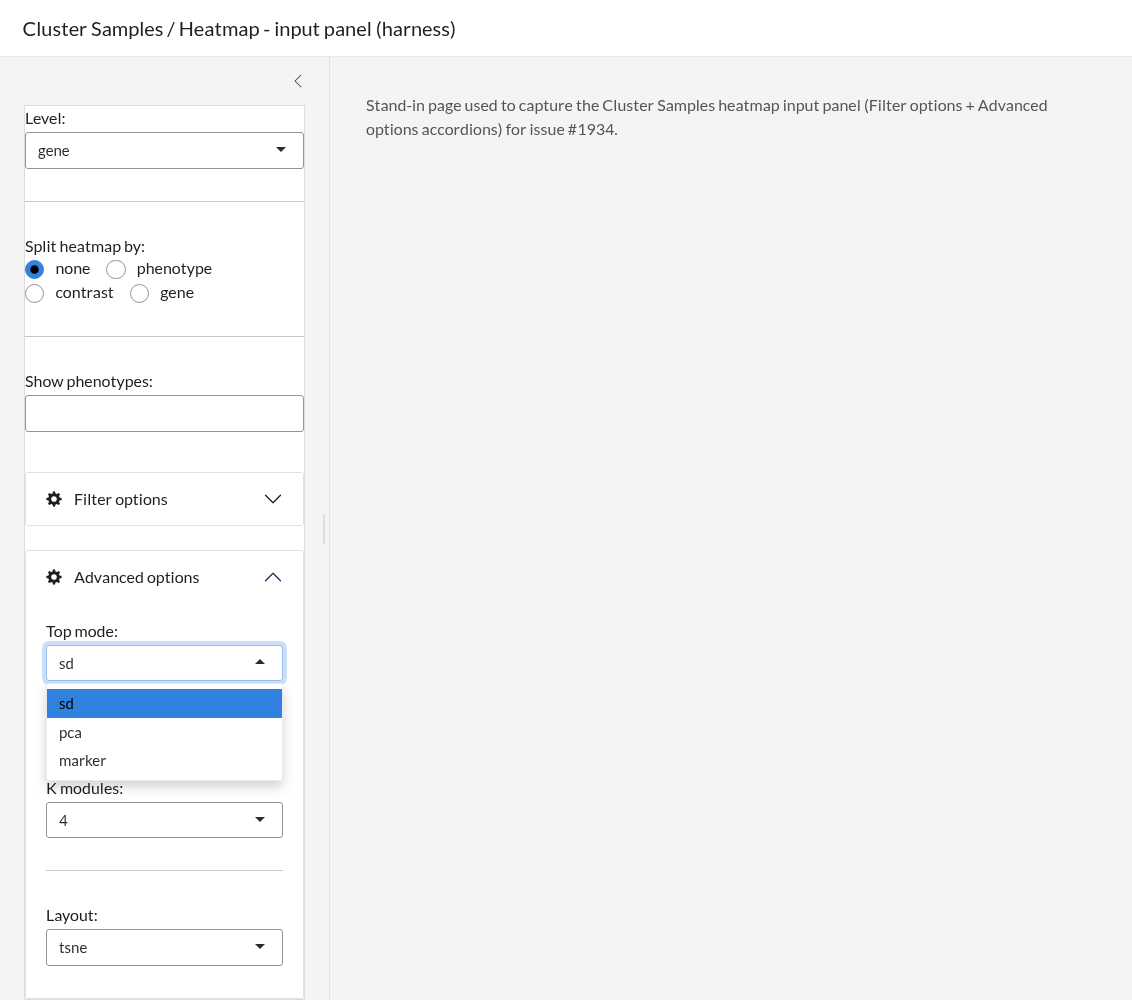 Cluster Samples / Heatmap - input panel (harness)
Level:
gene
Split heatmap by:
none phenotype
contrast gene
Show phenotypes:
Filter options
Advanced options
Top mode:
sd
sd
pca
marker
K modules:
4
Layout:
tsne
Stand-in page used to capture the Cluster Samples heatmap input panel (Filter options + Advanced
options accordions) for issue #1934.